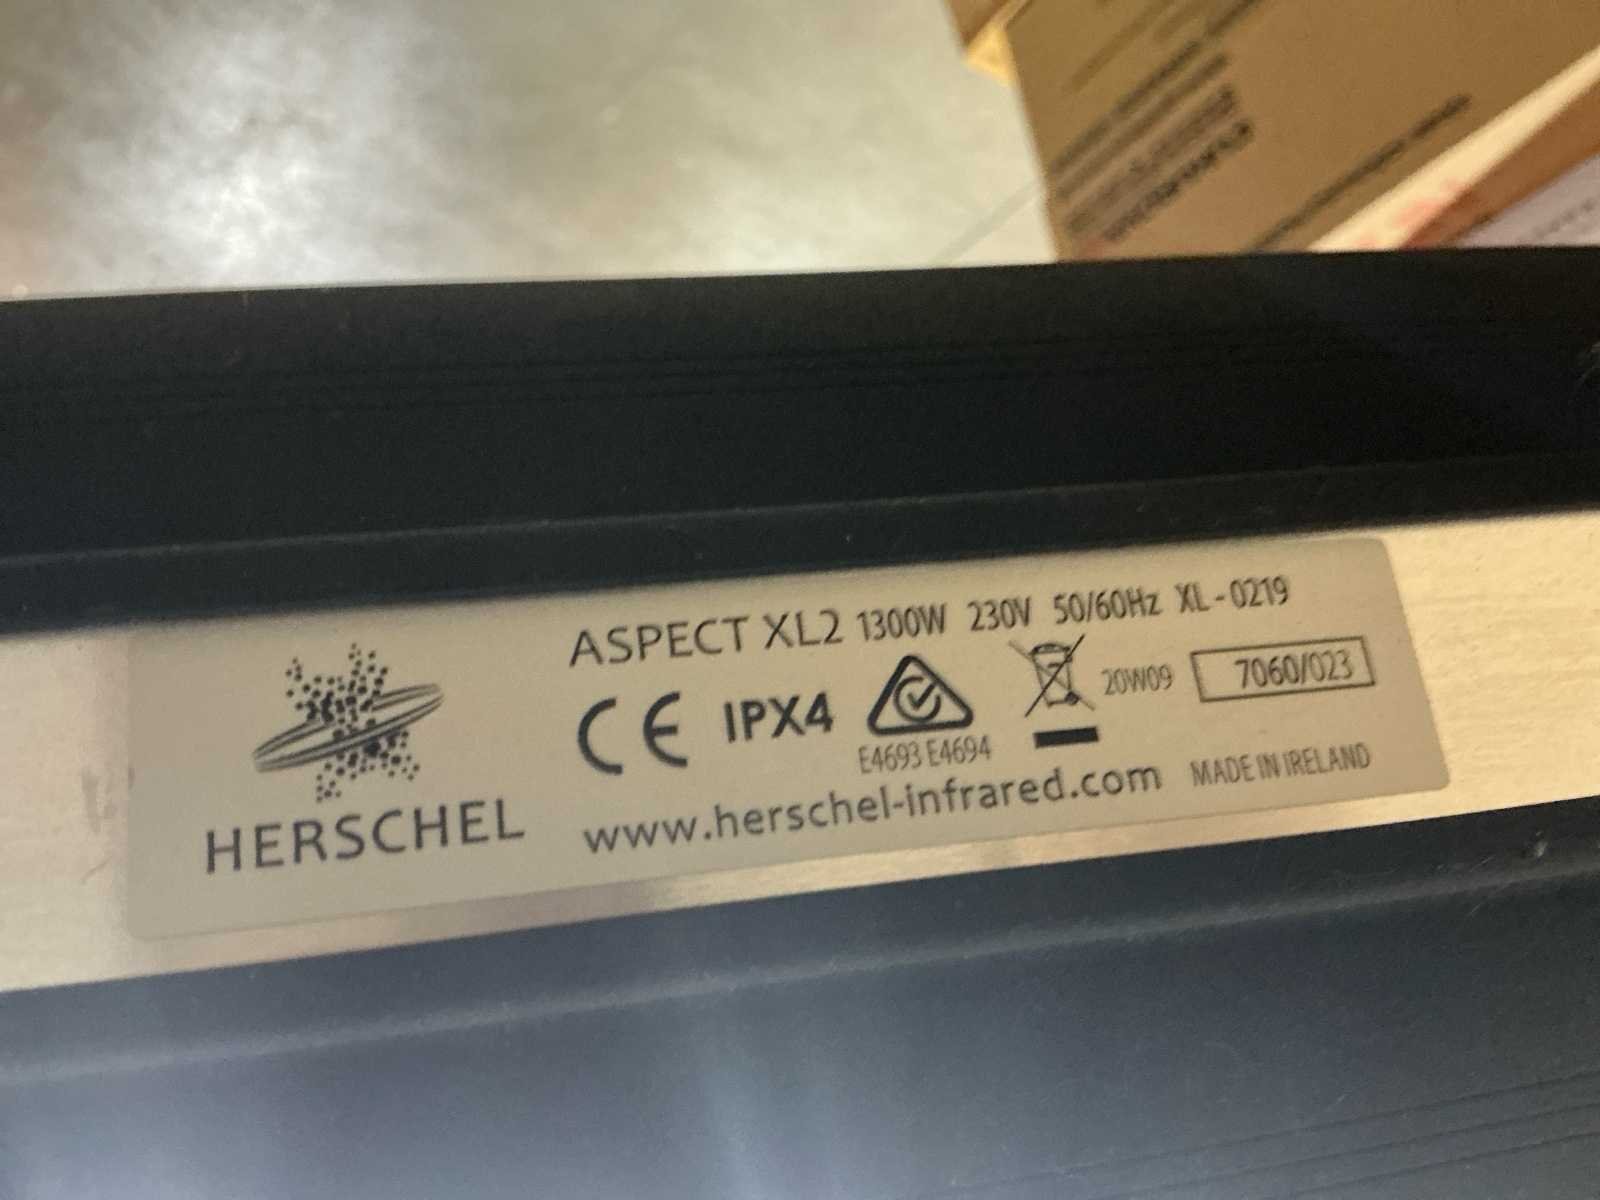 ASPECT XL2 1300W 230V 50/60Hz XL-0219
CE IPX4 20W09 7060/023
E4693 E4694
HERSCHEL
www.herschel-infrared.com MADE IN IRELAND